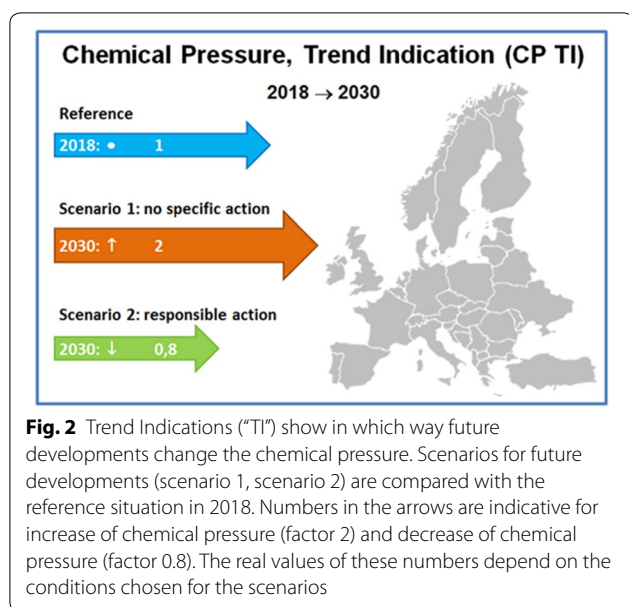 Chemical Pressure, Trend Indication (CP TI)
2018 → 2030
Reference
2018: • 1
Scenario 1: no specific action
2030: ↑ 2
Scenario 2: responsible action
2030: ↓ 0,8
Fig. 2 Trend Indications (“TI”) show in which way future
developments change the chemical pressure. Scenarios for future
developments (scenario 1, scenario 2) are compared with the
reference situation in 2018. Numbers in the arrows are indicative for
increase of chemical pressure (factor 2) and decrease of chemical
pressure (factor 0.8). The real values of these numbers depend on the
conditions chosen for the scenarios